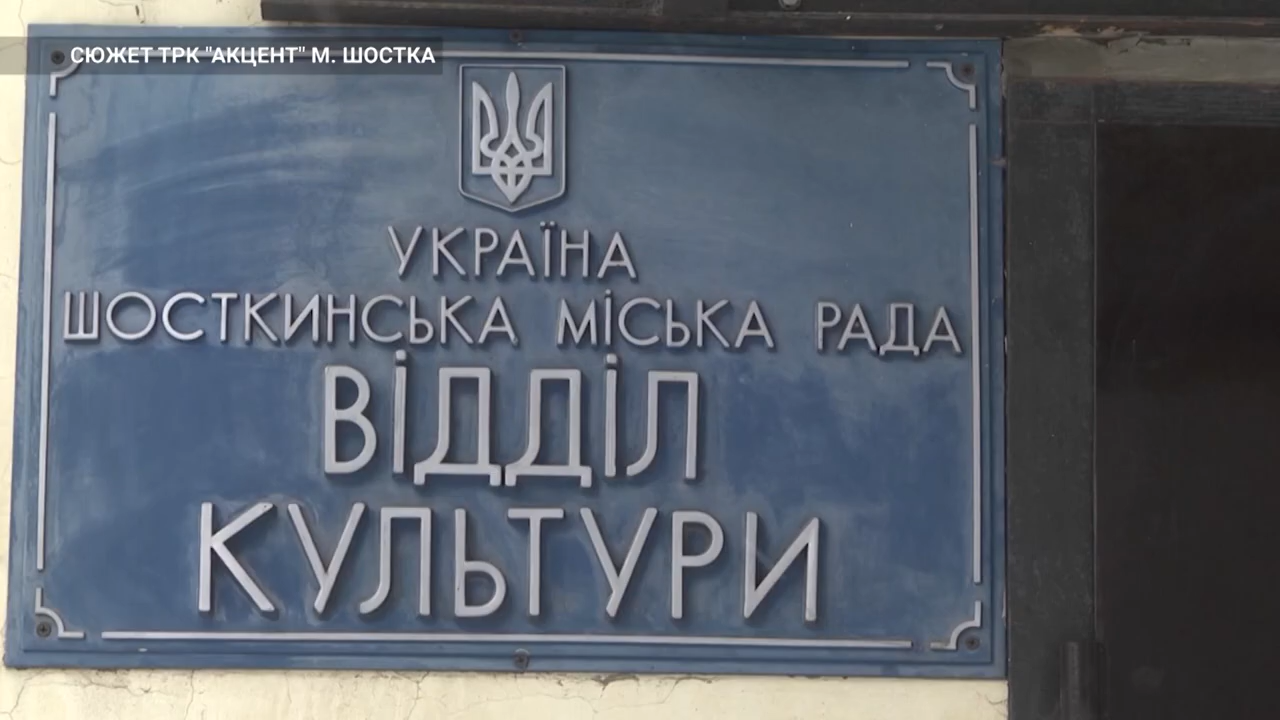 СЮЖЕТ ТРК "АКЦЕНТ" М. ШОСТКА
УКРАЇНА
ШОСТКИНСЬКА МІСЬКА РАДА
ВІДДІЛ
КУЛЬТУРИ